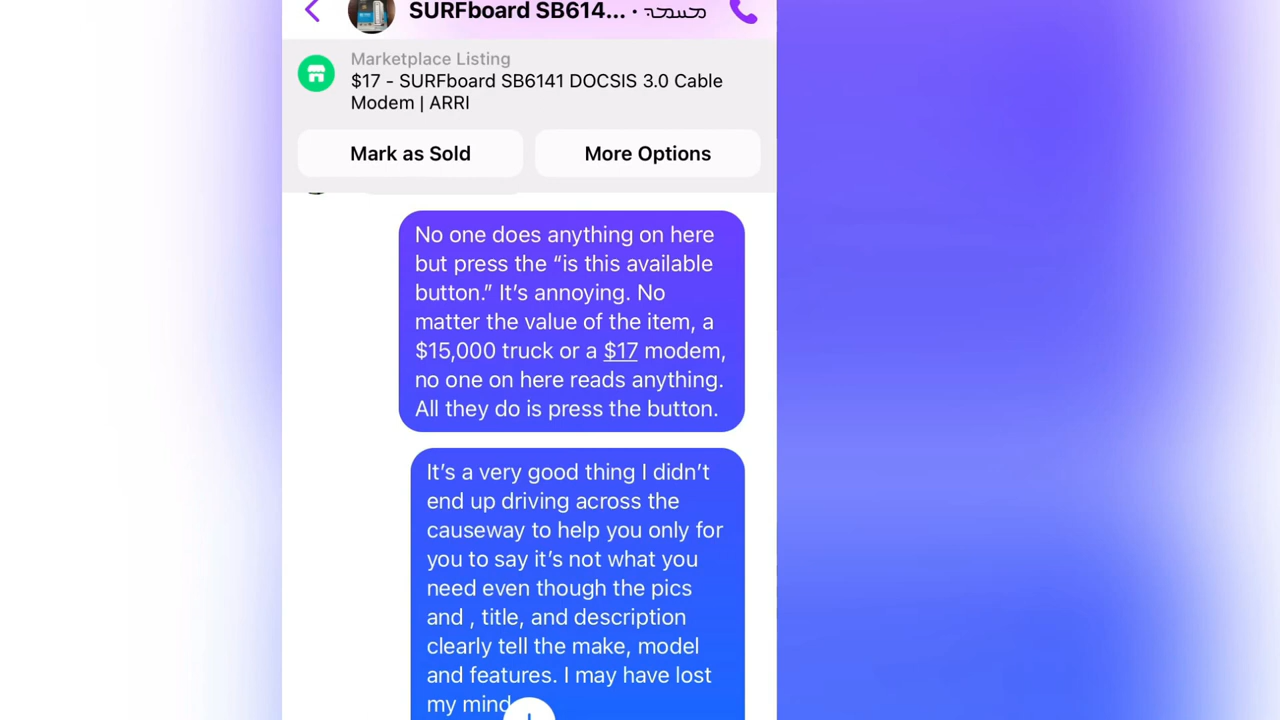 SURFboard SB614... ·
Marketplace Listing
$17 - SURFboard SB6141 DOCSIS 3.0 Cable
Modem | ARRI
Mark as Sold
More Options
No one does anything on here
but press the “is this available
button.” It’s annoying. No
matter the value of the item, a
$15,000 truck or a $17 modem,
no one on here reads anything.
All they do is press the button.
It’s a very good thing I didn’t
end up driving across the
causeway to help you only for
you to say it’s not what you
need even though the pics
and , title, and description
clearly tell the make, model
and features. I may have lost
my mind